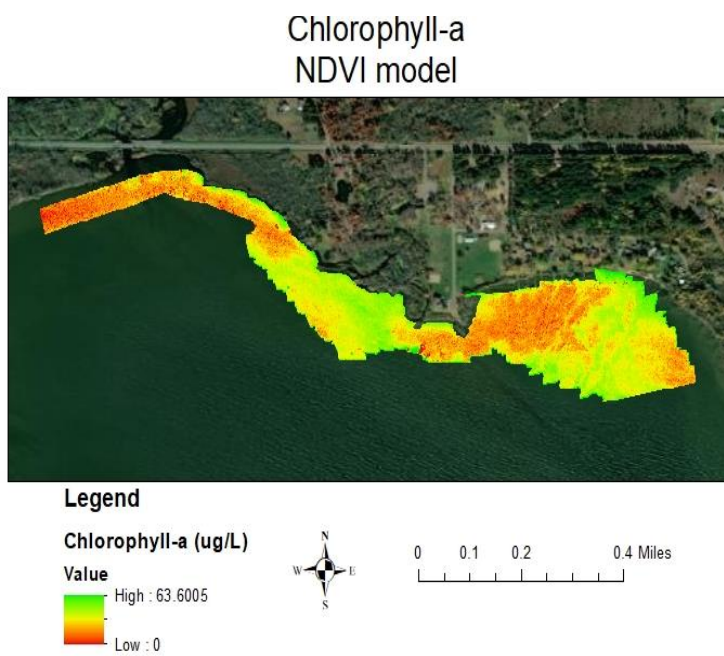 Chlorophyll-a
NDVI model
Legend
Chlorophyll-a (ug/L)
Value
High : 63.6005
Low : 0
N
W E
S
0 0.1 0.2 0.4 Miles